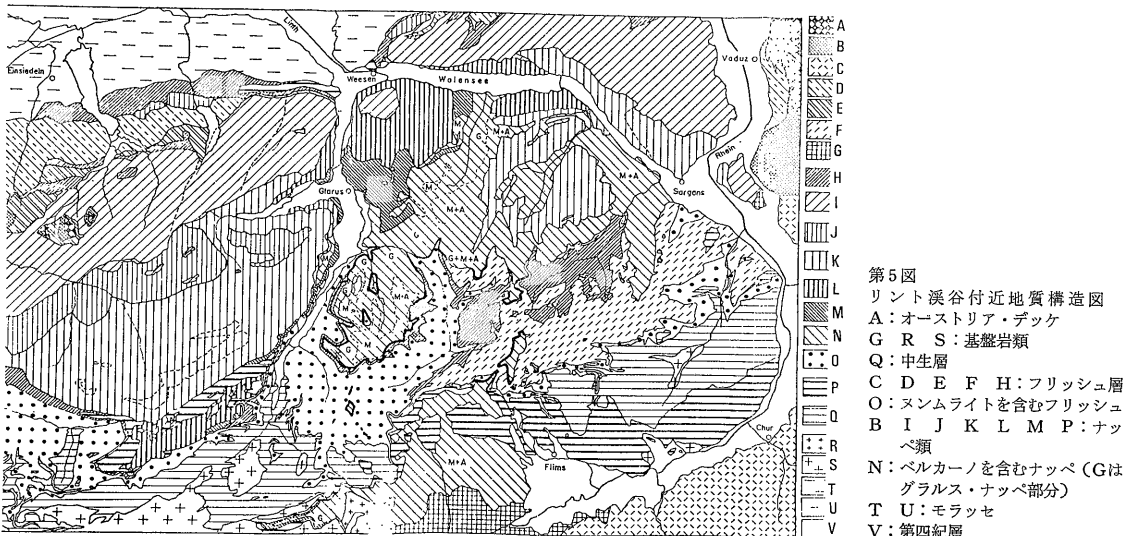 Einsiedeln
Linth
Weesen
Walensee
Vaduz
Rhein
Sargans
Glarus
M
G
M+A
M
M+A
M+A
G
G+M+A
G
M+A
G
M
M+A
Flims
Chur
A
B
C
D
E
F
G
H
I
J
K
L
M
N
O
P
Q
R
S
T
U
V
第5図
リント渓谷付近地質構造図
A：オーストリア・デッケ
G R S：基盤岩類
Q：中生層
C D E F H：フリッシュ層
O：ヌンムライトを含むフリッシュ
B I J K L M P：ナッ
ペ類
N：ベルカーノを含むナッペ（Gは
グラルス・ナッペ部分）
T U：モラッセ
V：第四紀層